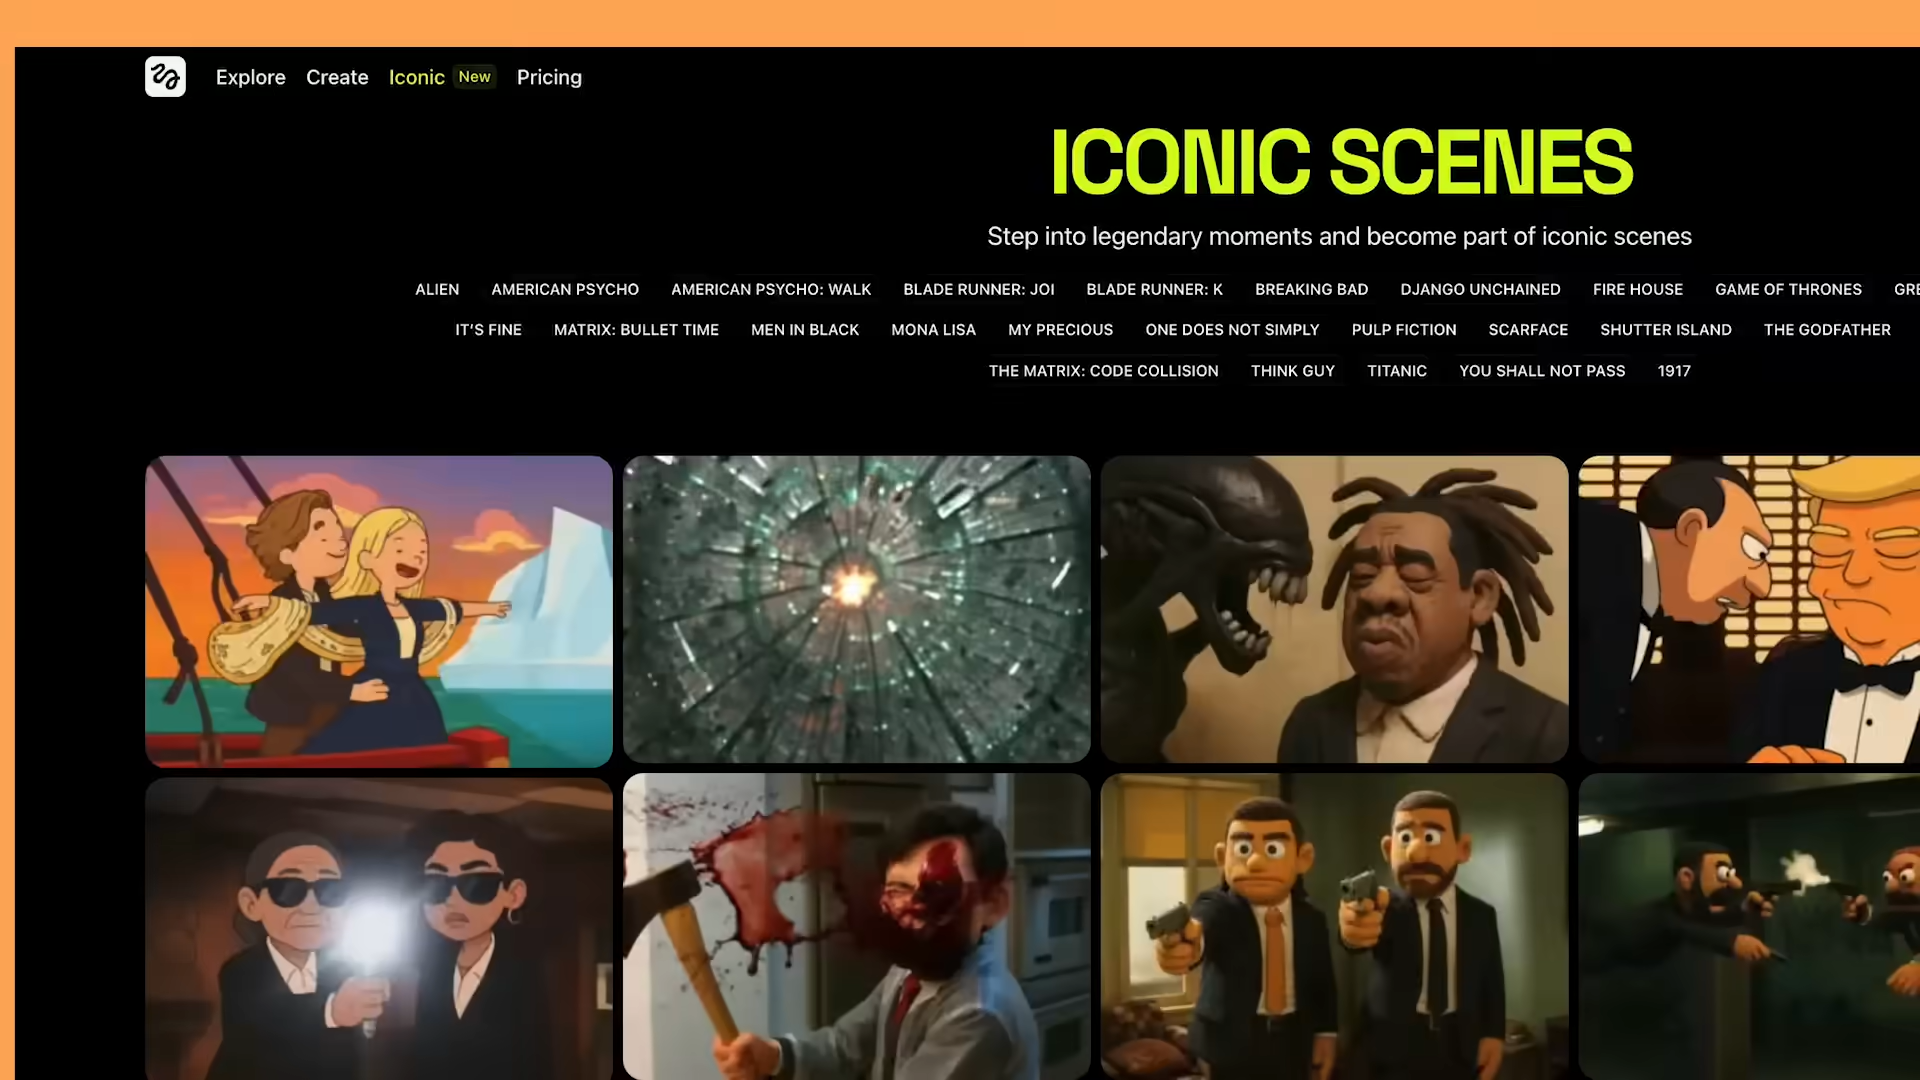 Explore Create Iconic New Pricing
ICONIC SCENES
Step into legendary moments and become part of iconic scenes
ALIEN AMERICAN PSYCHO AMERICAN PSYCHO: WALK BLADE RUNNER: JOI BLADE RUNNER: K BREAKING BAD DJANGO UNCHAINED FIRE HOUSE GAME OF THRONES
IT'S FINE MATRIX: BULLET TIME MEN IN BLACK MONA LISA MY PRECIOUS ONE DOES NOT SIMPLY PULP FICTION SCARFACE SHUTTER ISLAND THE GODFATHER
THE MATRIX: CODE COLLISION THINK GUY TITANIC YOU SHALL NOT PASS 1917